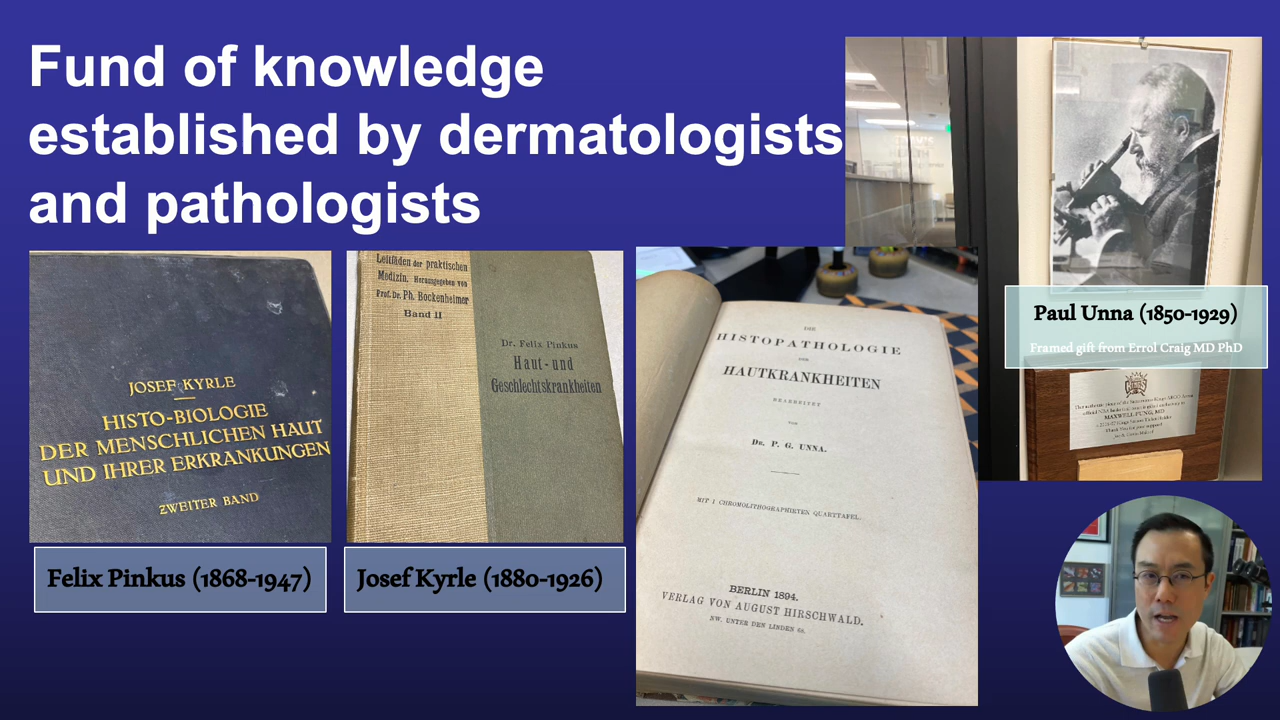 Fund of knowledge
established by dermatologists
and pathologists
JOSEF KYRLE
HISTO-BIOLOGIE
DER MENSCHLICHEN HAUT
UND IHRER ERKRANKUNGEN
ZWEITER BAND
Felix Pinkus (1868-1947)
Leitfäden der praktischen
Medizin. Herausgegeben von
Prof. Dr. Ph. Bockenheimer
Band II
Dr. Felix Pinkus
Haut- und
Geschlechtskrankheiten
Josef Kyrle (1880-1926)
DIE
HISTOPATHOLOGIE
DER
HAUTKRANKHEITEN
BEARBEITET
VON
DR. P. G. UNNA.
MIT 1 CHROMOLITHOGRAPHIRTEN QUARTTAFEL.
BERLIN 1894.
VERLAG VON AUGUST HIRSCHWALD.
NW. UNTER DEN LINDEN 68.
Paul Unna (1850-1929)
Framed gift from Errol Craig MD PhD
MAXWELL FUNG, MD